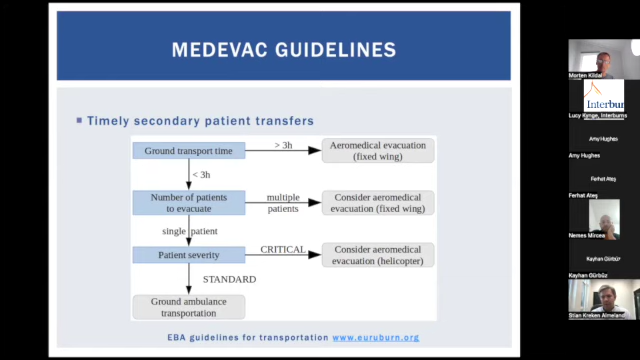 MEDEVAC GUIDELINES
Timely secondary patient transfers
Ground transport time
> 3h
Aeromedical evacuation
(fixed wing)
< 3h
Number of patients
to evacuate
multiple
patients
Consider aeromedical
evacuation (fixed wing)
single patient
Patient severity
CRITICAL
Consider aeromedical
evacuation (helicopter)
STANDARD
Ground ambulance
transportation
EBA guidelines for transportation www.euruburn.org
Morten Kildal
Interbur
Lucy Kynge, Interburns
Amy Hughes
Amy Hughes
Ferhat Ateş
Ferhat Ateş
Nemes Mircea
Kayhan Gürbüz
Kayhan Gürbüz
Stian Kreken Almeland